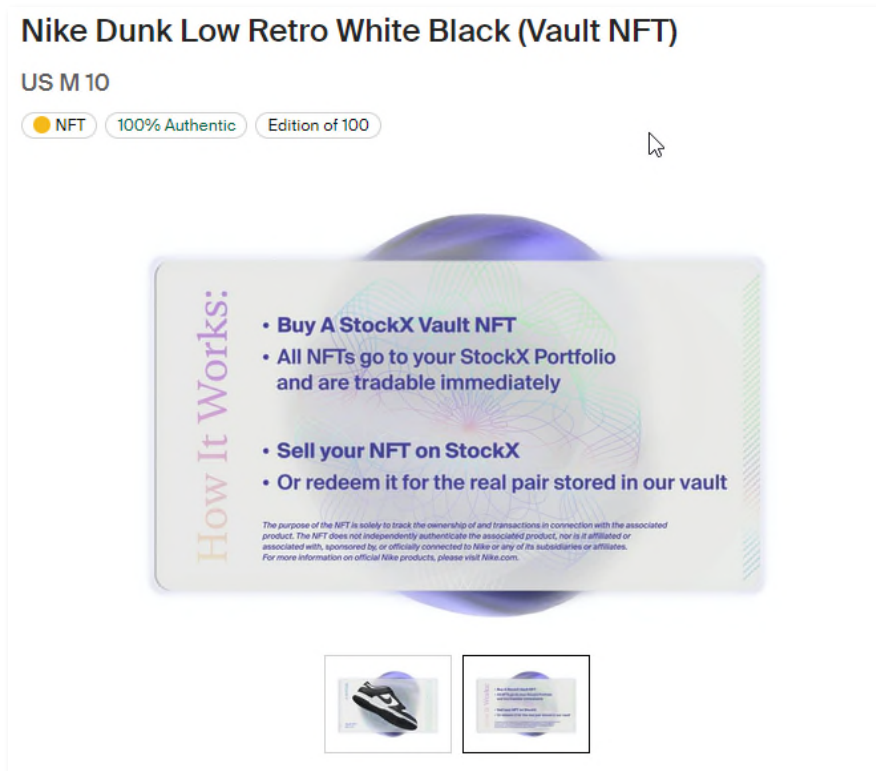 Nike Dunk Low Retro White Black (Vault NFT)
US M 10
NFT
100% Authentic
Edition of 100
How It Works:
• Buy A StockX Vault NFT
• All NFTs go to your StockX Portfolio
and are tradable immediately
• Sell your NFT on StockX
• Or redeem it for the real pair stored in our vault
The purpose of the NFT is solely to track the ownership of and transactions in connection with the associated
product. The NFT does not independently authenticate the associated product, nor is it affiliated or
associated with, sponsored by, or officially connected to Nike or any of its subsidiaries or affiliates.
For more information on official Nike products, please visit Nike.com.